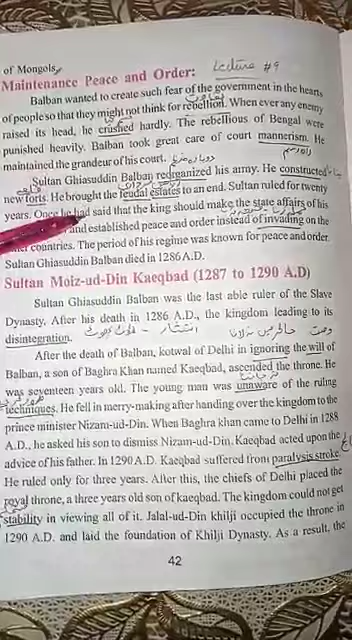 of Mongols,
Maintenance Peace and Order: Lecture #9
Balban wanted to create such fear of the government in the hearts
of people so that they might not think for rebellion. When ever any enemy
raised its head, he crushed hardly. The rebellious of Bengal were
punished heavily. Balban took great care of court mannerism. He
maintained the grandeur of his court.
Sultan Ghiasuddin Balban reorganized his army. He constructed
new forts. He brought the feudal estates to an end. Sultan ruled for twenty
years. Once he had said that the king should make the state affairs of his
and established peace and order instead of invading on the
countries. The period of his regime was known for peace and order.
Sultan Ghiasuddin Balban died in 1286 A.D.
Sultan Moiz-ud-Din Kaeqbad (1287 to 1290 A.D)
Sultan Ghiasuddin Balban was the last able ruler of the Slave
Dynasty. After his death in 1286 A.D., the kingdom leading to its
disintegration. انتشار
After the death of Balban, kotwal of Delhi in ignoring the will of
Balban, a son of Baghra Khan named Kaeqbad, ascended the throne. He
was seventeen years old. The young man was unaware of the ruling
techniques. He fell in merry-making after handing over the kingdom to the
prime minister Nizam-ud-Din. When Baghra khan came to Delhi in 1288
A.D., he asked his son to dismiss Nizam-ud-Din. Kaeqbad acted upon the
advice of his father. In 1290 A.D. Kaeqbad suffered from paralysis stroke.
He ruled only for three years. After this, the chiefs of Delhi placed the
royal throne, a three years old son of kaeqbad. The kingdom could not get
stability in viewing all of it. Jalal-ud-Din khilji occupied the throne in
1290 A.D. and laid the foundation of Khilji Dynasty. As a result, the
42